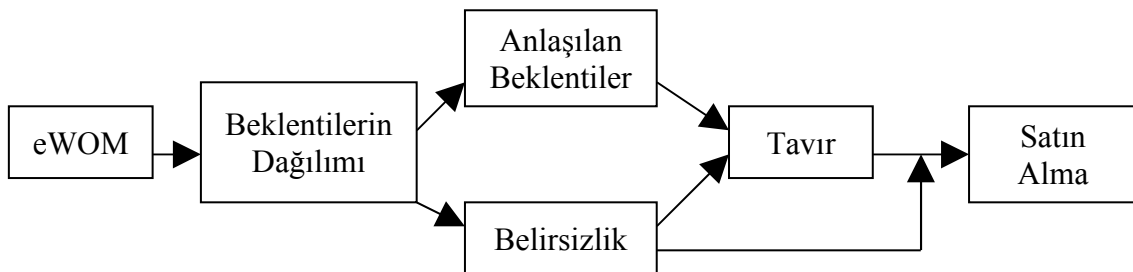 eWOM
Beklentilerin
Dağılımı
Anlaşılan
Beklentiler
Belirsizlik
Tavır
Satın
Alma